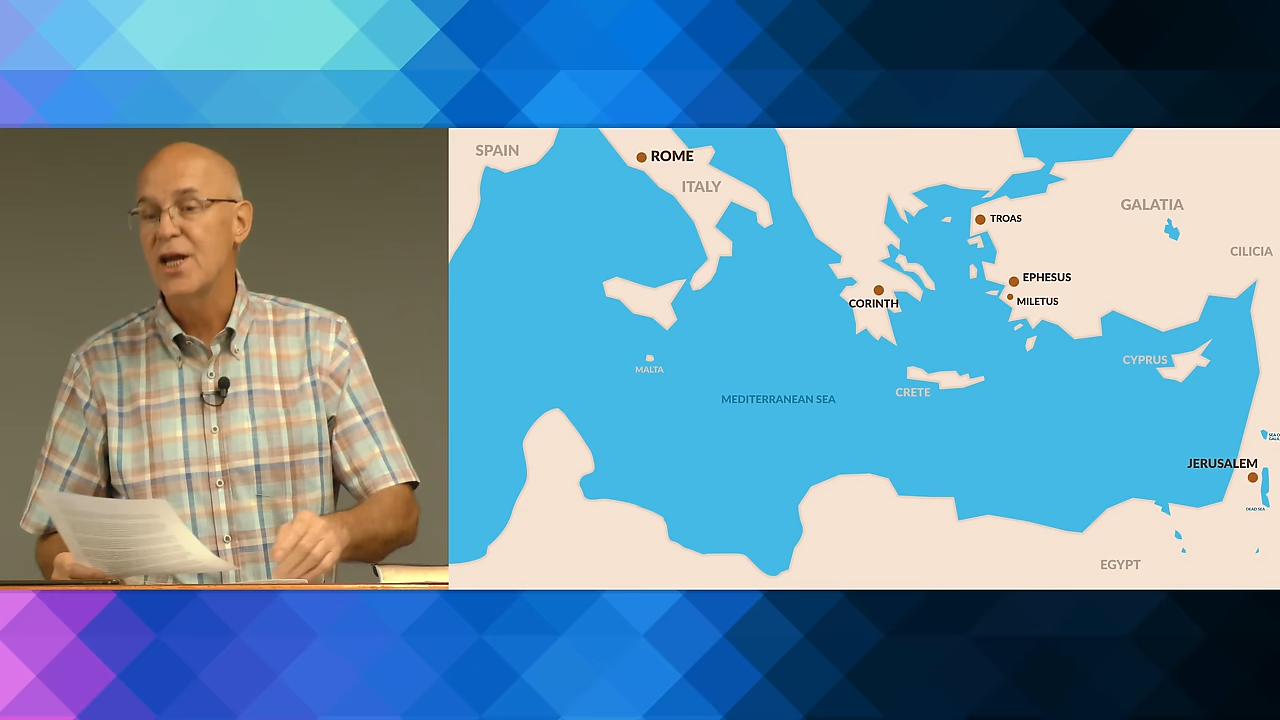 SPAIN
ROME
ITALY
GALATIA
TROAS
CILICIA
EPHESUS
MILETUS
CORINTH
CYPRUS
MALTA
CRETE
MEDITERRANEAN SEA
JERUSALEM
DEAD SEA
EGYPT